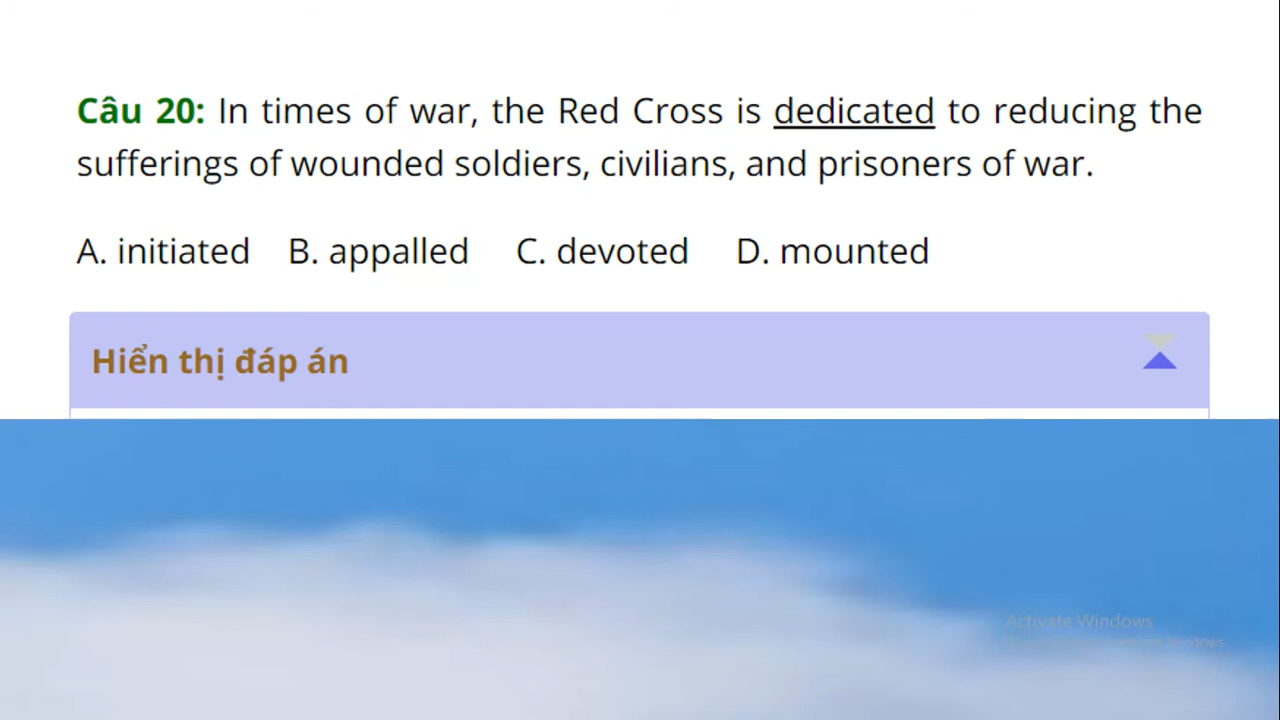 Câu 20: In times of war, the Red Cross is dedicated to reducing the
sufferings of wounded soldiers, civilians, and prisoners of war.
A. initiated B. appalled C. devoted D. mounted
Hiển thị đáp án
Activate Windows